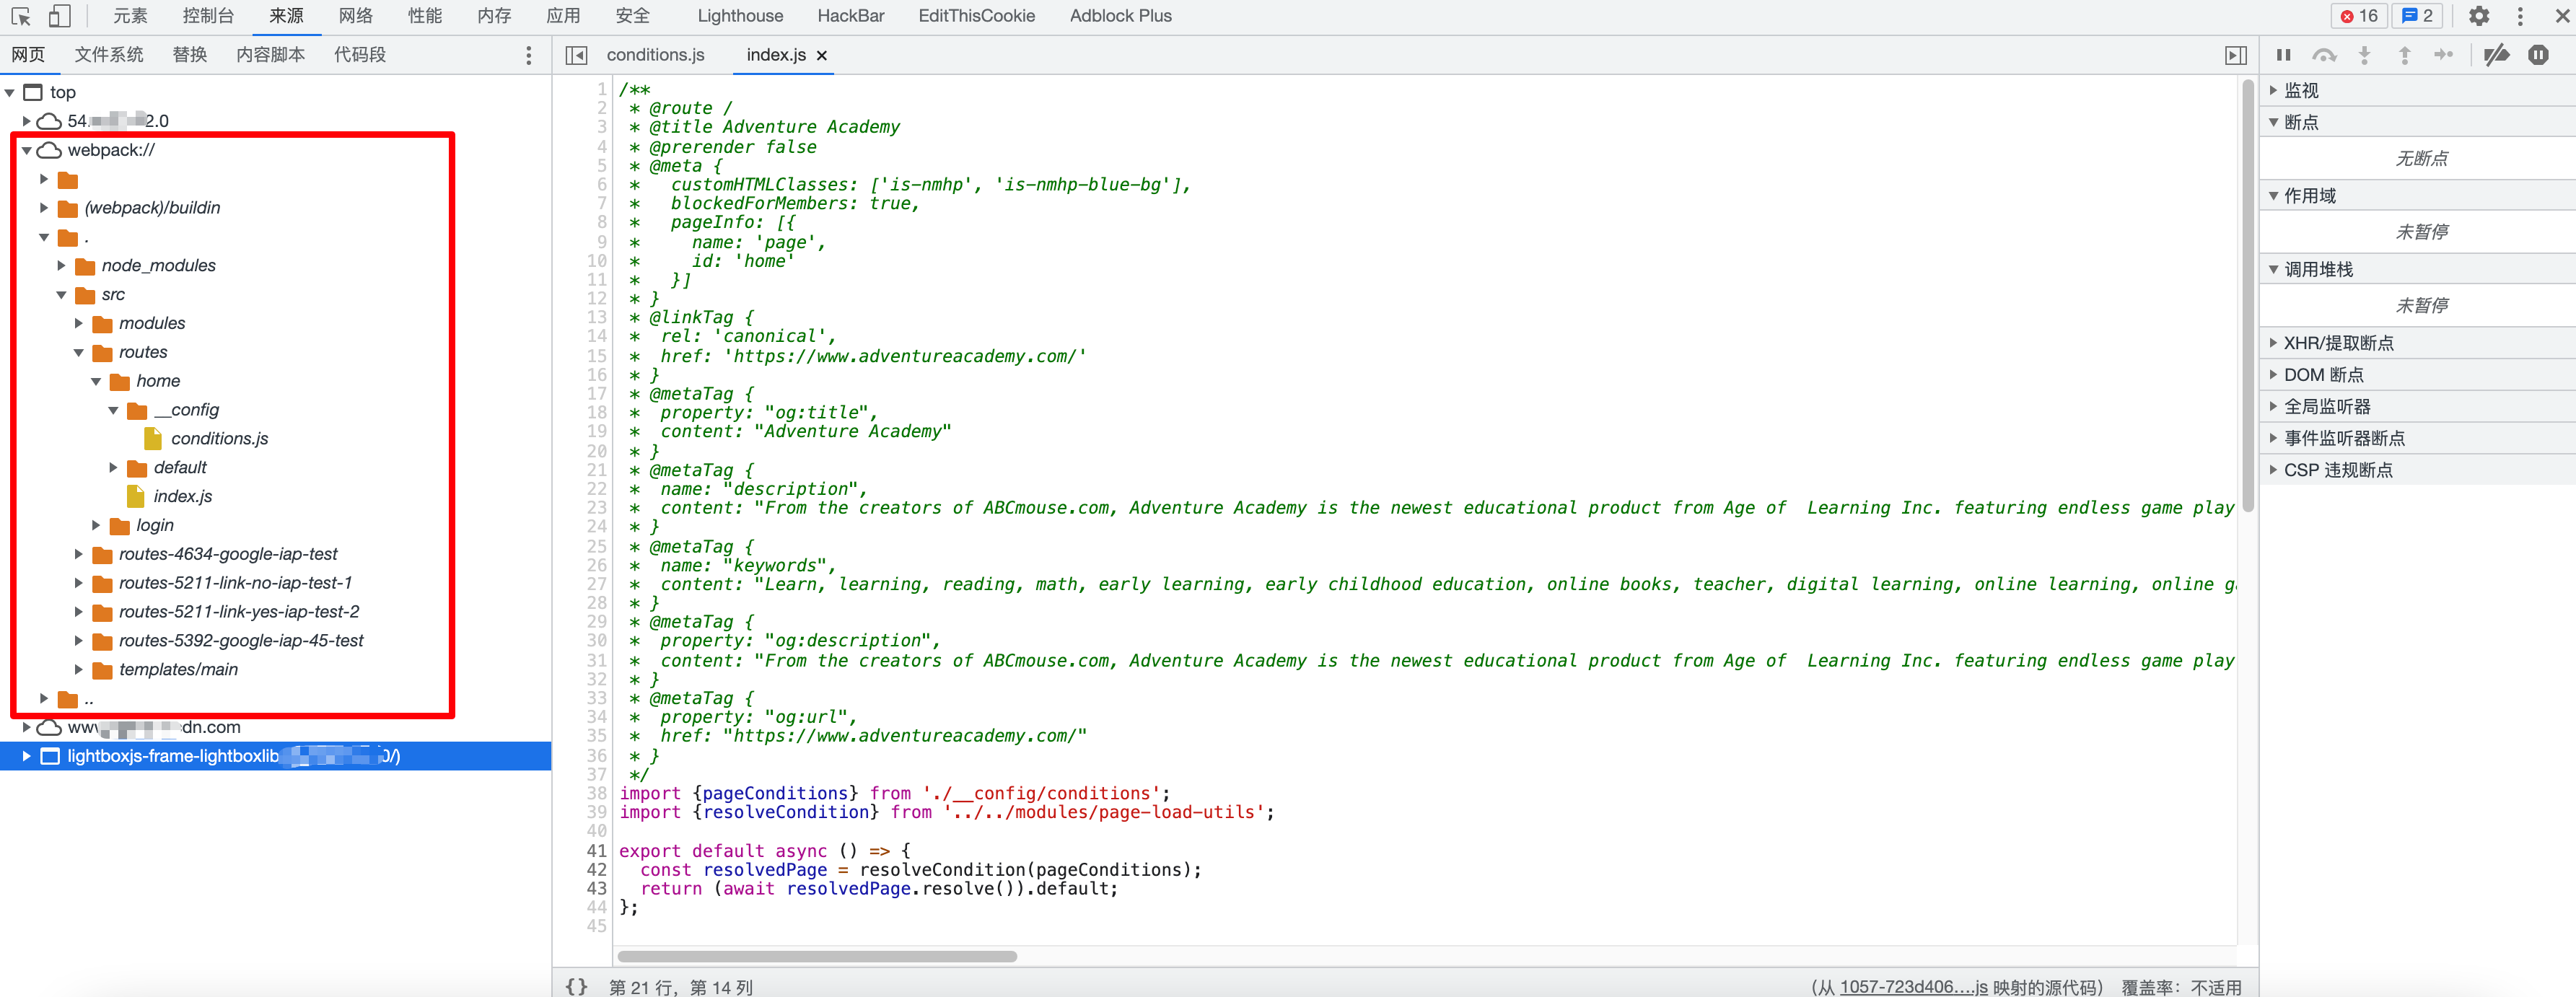 元素 控制台 来源 网络 性能 内存 应用 安全 Lighthouse HackBar EditThisCookie Adblock Plus 16 2
网页 文件系统 替换 内容脚本 代码段
top
54. 2.0
webpack://
(webpack)/buildin
.
node_modules
src
modules
routes
home
__config
conditions.js
default
index.js
login
routes-4634-google-iap-test
routes-5211-link-no-iap-test-1
routes-5211-link-yes-iap-test-2
routes-5392-google-iap-45-test
templates/main
..
dn.com
lightboxjs-frame-lightboxlib 0/)
conditions.js index.js
1 /**
2 * @route /
3 * @title Adventure Academy
4 * @prerender false
5 * @meta {
6 * customHTMLClasses: ['is-nmhp', 'is-nmhp-blue-bg'],
7 * blockedForMembers: true,
8 * pageInfo: [{
9 * name: 'page',
10 * id: 'home'
11 * }]
12 * }
13 * @linkTag {
14 * rel: 'canonical',
15 * href: 'https://www.adventureacademy.com/'
16 * }
17 * @metaTag {
18 * property: "og:title",
19 * content: "Adventure Academy"
20 * }
21 * @metaTag {
22 * name: "description",
23 * content: "From the creators of ABCmouse.com, Adventure Academy is the newest educational product from Age of  Learning Inc. featuring endless game play
24 * }
25 * @metaTag {
26 * name: "keywords",
27 * content: "Learn, learning, reading, math, early learning, early childhood education, online books, teacher, digital learning, online learning, online g
28 * }
29 * @metaTag {
30 * property: "og:description",
31 * content: "From the creators of ABCmouse.com, Adventure Academy is the newest educational product from Age of  Learning Inc. featuring endless game play
32 * }
33 * @metaTag {
34 * property: "og:url",
35 * href: "https://www.adventureacademy.com/"
36 * }
37 */
38 import {pageConditions} from './__config/conditions';
39 import {resolveCondition} from '../../modules/page-load-utils';
40
41 export default async () => {
42 const resolvedPage = resolveCondition(pageConditions);
43 return (await resolvedPage.resolve()).default;
44 };
45
{} 第 21 行，第 14 列
(从 1057-723d406….js 映射的源代码) 覆盖率：不适用
监视
断点
无断点
作用域
未暂停
调用堆栈
未暂停
XHR/提取断点
DOM 断点
全局监听器
事件监听器断点
CSP 违规断点